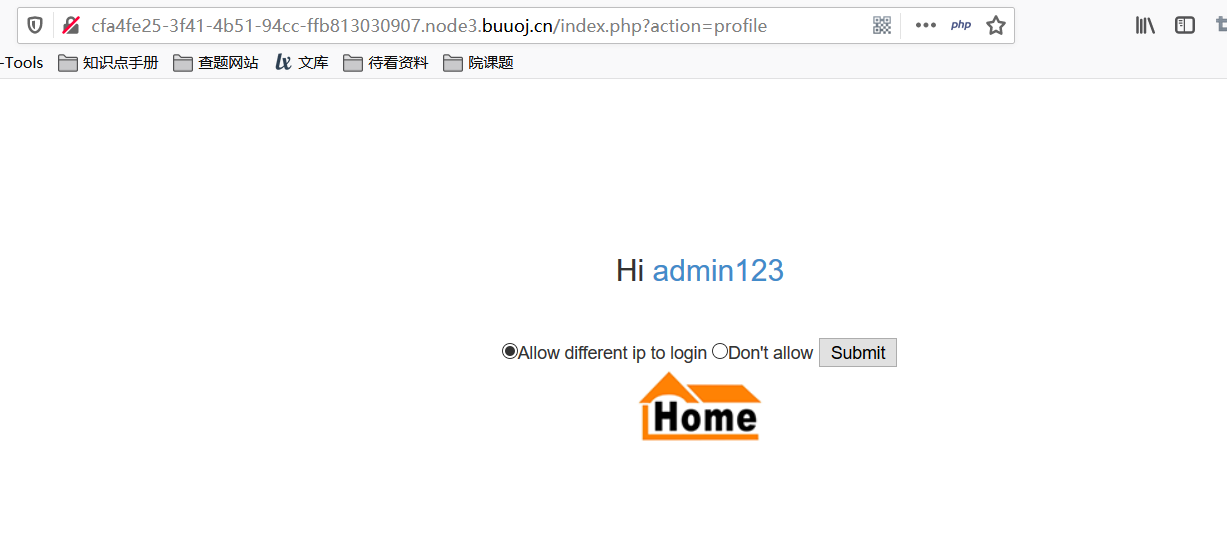 cfa4fe25-3f41-4b51-94cc-ffb813030907.node3.buuoj.cn/index.php?action=profile
php
-Tools 知识点手册 查题网站 lx 文库 待看资料 院课题
Hi admin123
Allow different ip to login Don't allow Submit
Home